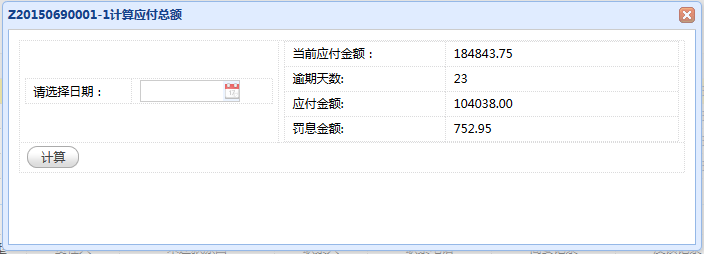 Z20150690001-1计算应付总额
请选择日期：
当前应付金额： 184843.75
逾期天数: 23
应付金额: 104038.00
罚息金额: 752.95
计算